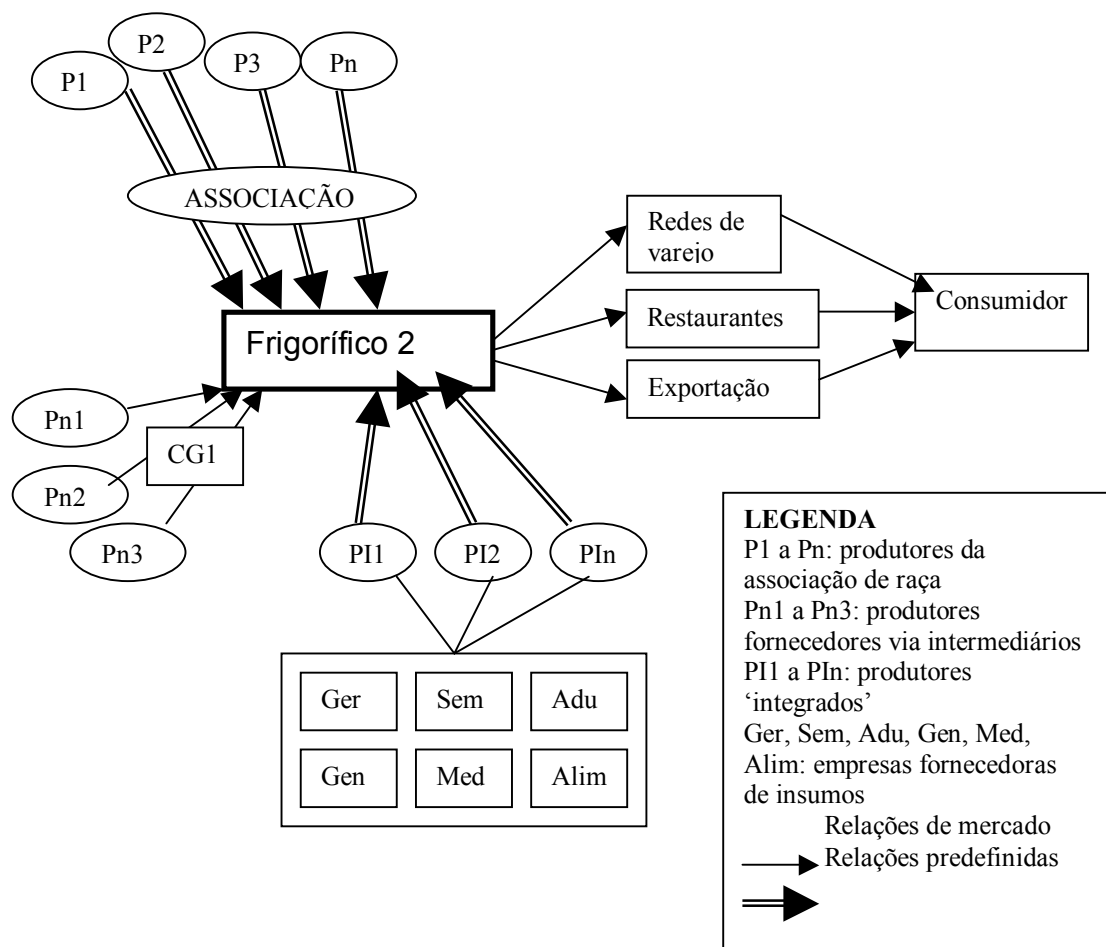 P1
P2
P3
Pn
ASSOCIAÇÃO
Frigorífico 2
Redes de
varejo
Restaurantes
Exportação
Consumidor
Pn1
Pn2
Pn3
CG1
PI1
PI2
PIn
Ger
Sem
Adu
Gen
Med
Alim
LEGENDA
P1 a Pn: produtores da
associação de raça
Pn1 a Pn3: produtores
fornecedores via intermediários
PI1 a PIn: produtores
‘integrados’
Ger, Sem, Adu, Gen, Med,
Alim: empresas fornecedoras
de insumos
Relações de mercado
Relações predefinidas